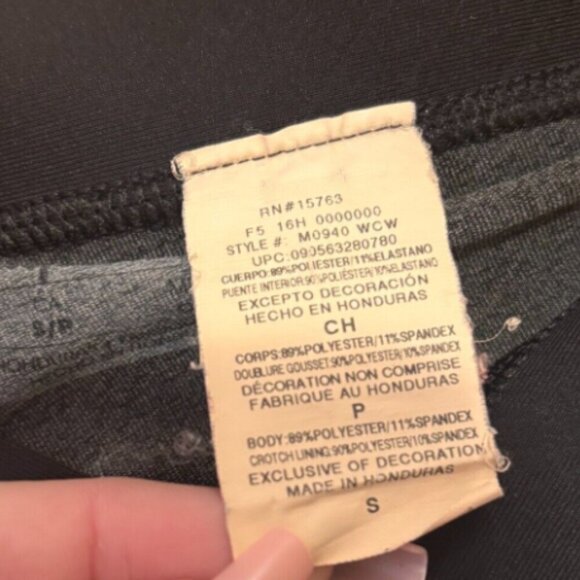 RN#15763
F5 16H 0000000
STYLE #: M0940 WCW
UPC:090563280780
CUERPO:89%POLIESTER/11%ELASTANO
PUENTE INTERIOR:90%POLIÉSTER/10%ELASTANO
EXCEPTO DECORACIÓN
HECHO EN HONDURAS
CH
CORPS:89%POLYESTER/11%SPANDEX
DOUBLURE GOUSSET:90%POLYESTER/10%SPANDEX
DÉCORATION NON COMPRISE
FABRIQUE AU HONDURAS
P
BODY:89%POLYESTER/11%SPANDEX
CROTCH LINING:90%POLYESTER/10%SPANDEX
EXCLUSIVE OF DECORATION
MADE IN HONDURAS
S
CA
S/P